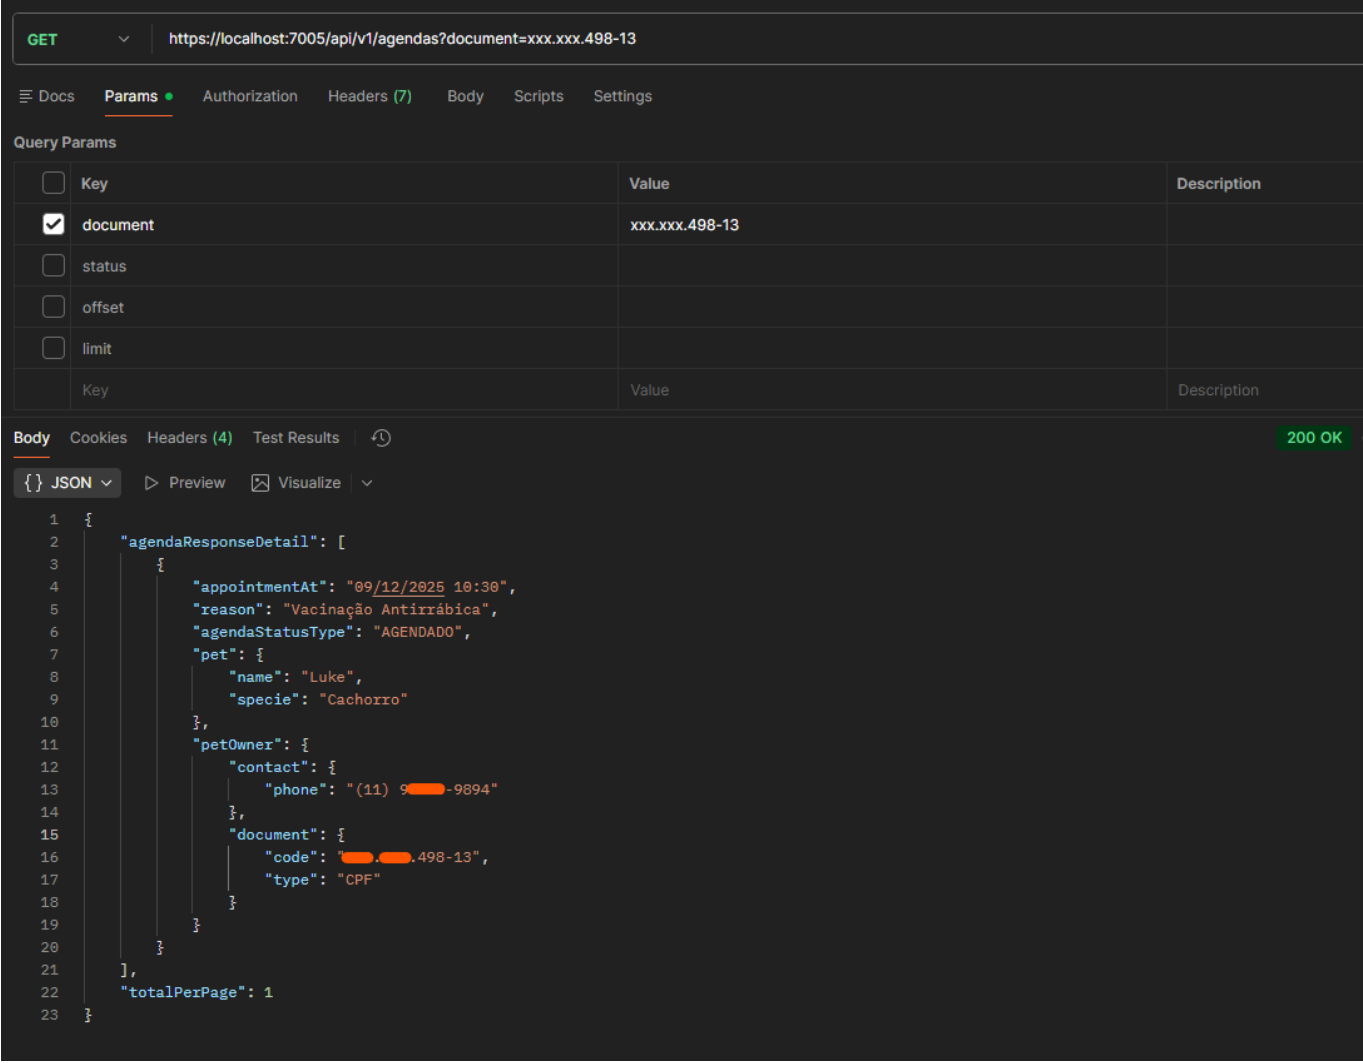 GET https://localhost:7005/api/v1/agendas?document=xxx.xxx.498-13
Docs Params Authorization Headers (7) Body Scripts Settings
Query Params
Key Value Description
document xxx.xxx.498-13
status
offset
limit
Key Value Description
Body Cookies Headers (4) Test Results 200 OK
{} JSON Preview Visualize
1 {
2 "agendaResponseDetail": [
3 {
4 "appointmentAt": "09/12/2025 10:30",
5 "reason": "Vacinação Antirrábica",
6 "agendaStatusType": "AGENDADO",
7 "pet": {
8 "name": "Luke",
9 "specie": "Cachorro"
10 },
11 "petOwner": {
12 "contact": {
13 "phone": "(11) 9-9894"
14 },
15 "document": {
16 "code": "..498-13",
17 "type": "CPF"
18 }
19 }
20 }
21 ],
22 "totalPerPage": 1
23 }